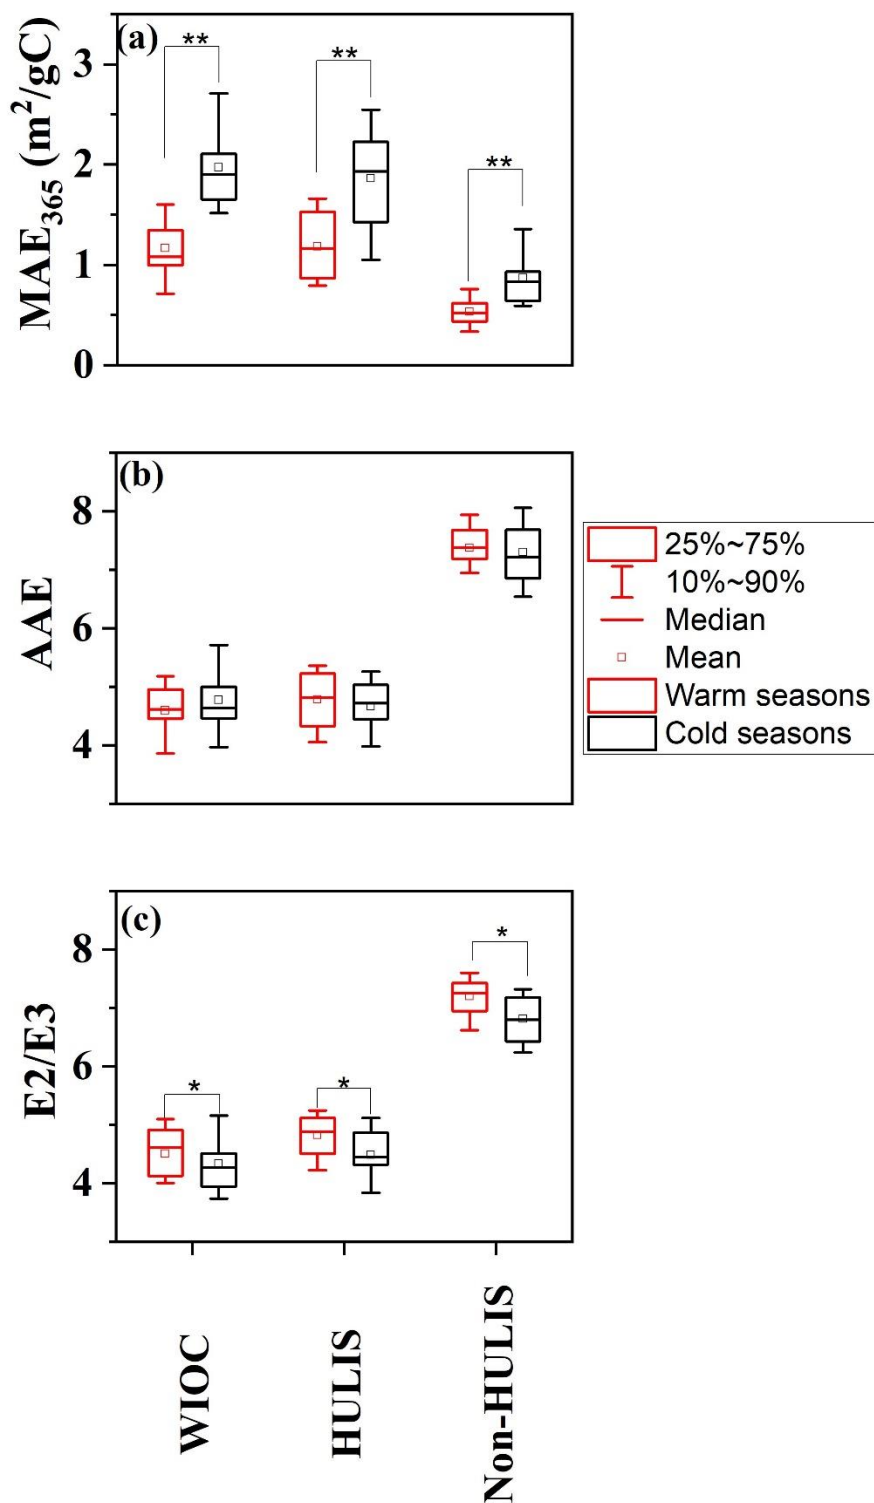 (a)
MAE365 (m²/gC)
3
2
1
0
**
**
**
(b)
AAE
8
6
4
25%~75%
10%~90%
Median
Mean
Warm seasons
Cold seasons
(c)
E2/E3
8
6
4
*
*
*
WIOC
HULIS
Non-HULIS